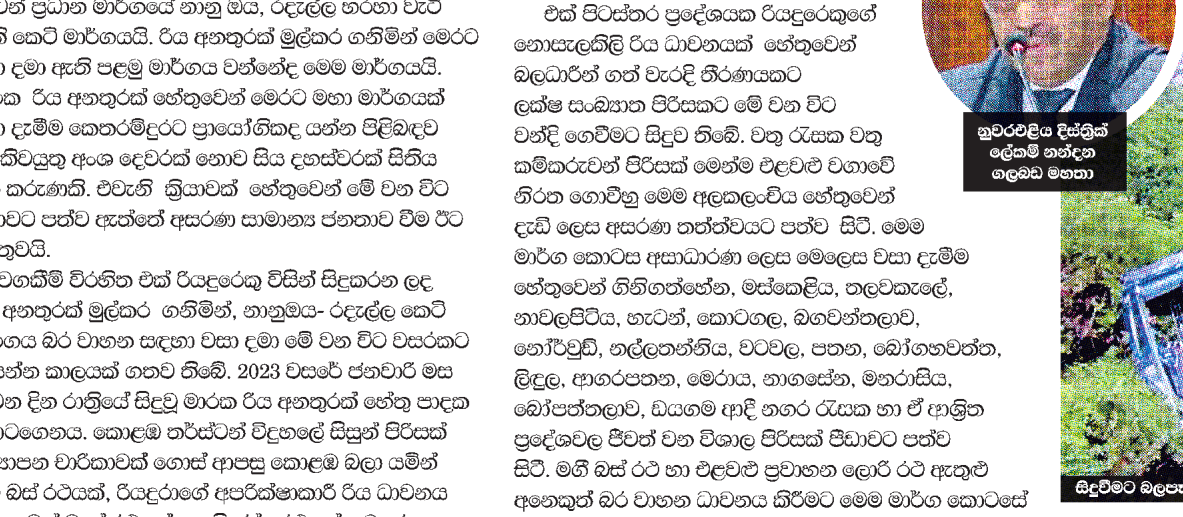 ප්‍රධාන මාර්ගයේ නානු ඔය, රදැල්ල හරහා වැටී
කෙටි මාර්ගයයි. රිය අනතුරක් මුල්කර ගනිමින් මෙරට
දමා ඇති පළමු මාර්ගය වන්නේද මෙම මාර්ගයයි.
රිය අනතුරක් හේතුවෙන් මෙරට මහා මාර්ගයක්
දැමීම කෙතරම්දුරට ප්‍රායෝගිකද යන්න පිළිබඳව
කිවයුතු අංශ දෙවරක් නොව සිය දහස්වරක් සිතිය
කරුණකි. එවැනි ක්‍රියාවක් හේතුවෙන් මේ වන විට
පත්ව ඇත්තේ අසරණ සාමාන්‍ය ජනතාව වීම ඊට
වගකීම් විරහිත එක් රියදුරෙකු විසින් සිදුකරන ලද
අනතුරක් මුල්කර ගනිමින්, නානුඔය- රදැල්ල කෙටි
බර වාහන සඳහා වසා දමා මේ වන විට වසරකට
කාලයක් ගතව තිබේ. 2023 වසරේ ජනවාරි මස
දින රාත්‍රියේ සිදුවූ මාරක රිය අනතුරක් හේතු පාදක
කොළඹ තර්ස්ටන් විදුහලේ සිසුන් පිරිසක්
චාරිකාවක් ගොස් ආපසු කොළඹ බලා යමින්
බස් රථයක්, රියදුරාගේ අපරික්ෂාකාරී රිය ධාවනය
එක් පිටස්තර ප්‍රදේශයක රියදුරෙකුගේ
නොසැලකිලි රිය ධාවනයක් හේතුවෙන්
බලධාරීන් ගත් වැරදි තීරණයකට
ලක්ෂ සංඛ්‍යාත පිරිසකට මේ වන විට
වන්දි ගෙවීමට සිදුව තිබේ. වතු රැසක වතු
කම්කරුවන් පිරිසක් මෙන්ම එළවළු වගාවේ
නිරත ගොවීහු මෙම අලකලංචිය හේතුවෙන්
දැඩි ලෙස අසරණ තත්ත්වයට පත්ව සිටී. මෙම
මාර්ග කොටස අසාධාරණ ලෙස මෙලෙස වසා දැමීම
හේතුවෙන් ගිනිගත්හේන, මස්කෙළිය, තලවකැලේ,
නාවලපිටිය, හැටන්, කොටගල, බගවන්තලාව,
නෝර්වුඩ්, නල්ලතන්නිය, වටවල, පතන, බෝගහවත්ත,
ලිඳුල, ආගරපතන, මෙරාය, නාගසේන, මනරාසිය,
බෝපත්තලාව, ඩයගම ආදී නගර රැසක හා ඒ ආශ්‍රිත
ප්‍රදේශවල ජීවත් වන විශාල පිරිසක් පීඩාවට පත්ව
සිටී. මගී බස් රථ හා එළවළු ප්‍රවාහන ලොරි රථ ඇතුළු
අනෙකුත් බර වාහන ධාවනය කිරීමට මෙම මාර්ග කොටසේ
නුවරඑළිය දිස්ත්‍රික්
ලේකම් නන්දන
ගලබඩ මහතා
සිදුවීමට